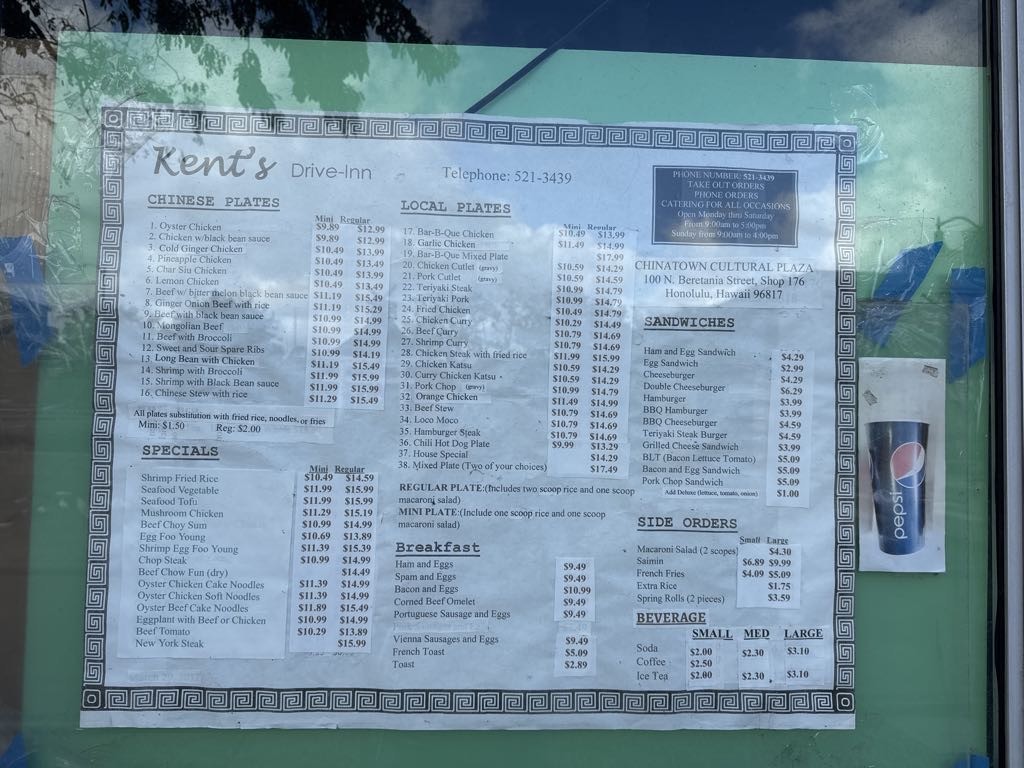 Kent's Drive-Inn
Telephone: 521-3439
PHONE NUMBER: 521-3439
TAKE OUT ORDERS
PHONE ORDERS
CATERING FOR ALL OCCASIONS
Open Monday thru Saturday
From 9:00am to 5:00pm
Sunday from 9:00am to 4:00pm
CHINATOWN CULTURAL PLAZA
100 N. Beretania Street, Shop 176
Honolulu, Hawaii 96817
CHINESE PLATES
Mini Regular
1. Oyster Chicken $9.89 $12.99
2. Chicken w/black bean sauce $9.89 $12.99
3. Cold Ginger Chicken $10.49 $13.99
4. Pineapple Chicken $10.49 $13.49
5. Char Siu Chicken $10.49 $13.99
6. Lemon Chicken $10.49 $13.49
7. Beef w/ bitter melon black bean sauce $11.19 $15.49
8. Ginger Onion Beef with rice $11.19 $15.29
9. Beef with black bean sauce $10.99 $14.99
10. Mongolian Beef $10.99 $14.99
11. Beef with Broccoli $10.99 $14.99
12. Sweet and Sour Spare Ribs $10.99 $14.19
13. Long Bean with Chicken $11.19 $15.49
14. Shrimp with Broccoli $11.99 $15.99
15. Shrimp with Black Bean sauce $11.99 $15.99
16. Chinese Stew with rice $11.29 $15.49
All plates substitution with fried rice, noodles, or fries
Mini: $1.50 Reg: $2.00
SPECIALS
Mini Regular
Shrimp Fried Rice $10.49 $14.59
Seafood Vegetable $11.99 $15.99
Seafood Tofu $11.99 $15.99
Mushroom Chicken $11.29 $15.19
Beef Choy Sum $10.99 $14.99
Egg Foo Young $10.69 $13.89
Shrimp Egg Foo Young $11.39 $15.39
Chop Steak $10.99 $14.99
Beef Chow Fun (dry) $14.49
Oyster Chicken Cake Noodles $11.39 $14.99
Oyster Chicken Soft Noodles $11.39 $14.99
Oyster Beef Cake Noodles $11.89 $15.49
Eggplant with Beef or Chicken $10.99 $14.99
Beef Tomato $10.29 $13.89
New York Steak $15.99
LOCAL PLATES
Mini Regular
17. Bar-B-Que Chicken $10.49 $13.99
18. Garlic Chicken $11.49 $14.99
19. Bar-B-Que Mixed Plate $17.99
20. Chicken Cutlet (gravy) $10.59 $14.29
21. Pork Cutlet (gravy) $10.59 $14.59
22. Teriyaki Steak $10.99 $14.79
23. Teriyaki Pork $10.99 $14.79
24. Fried Chicken $10.49 $14.79
25. Chicken Curry $10.29 $14.49
26. Beef Curry $10.79 $14.69
27. Shrimp Curry $10.79 $14.69
28. Chicken Steak with fried rice $11.99 $15.99
29. Chicken Katsu $10.59 $14.29
30. Curry Chicken Katsu $10.59 $14.29
31. Pork Chop (gravy) $10.99 $14.79
32. Orange Chicken $11.49 $14.99
33. Beef Stew $10.79 $14.69
34. Loco Moco $10.79 $14.69
35. Hamburger Steak $10.79 $14.69
36. Chili Hot Dog Plate $9.99 $13.29
37. House Special $14.29
38. Mixed Plate (Two of your choices) $17.49
REGULAR PLATE:(Includes two scoop rice and one scoop
macaroni salad)
MINI PLATE:(Include one scoop rice and one scoop
macaroni salad)
Breakfast
Ham and Eggs $9.49
Spam and Eggs $9.49
Bacon and Eggs $10.99
Corned Beef Omelet $9.49
Portuguese Sausage and Eggs $9.49
Vienna Sausages and Eggs $9.49
French Toast $5.09
Toast $2.89
SANDWICHES
Ham and Egg Sandwich $4.29
Egg Sandwich $2.99
Cheeseburger $4.29
Double Cheeseburger $6.29
Hamburger $3.99
BBQ Hamburger $3.99
BBQ Cheeseburger $4.59
Teriyaki Steak Burger $4.59
Grilled Cheese Sandwich $3.99
BLT (Bacon Lettuce Tomato) $5.09
Bacon and Egg Sandwich $5.09
Pork Chop Sandwich $5.09
Add Deluxe (lettuce, tomato, onion) $1.00
SIDE ORDERS
Small Large
Macaroni Salad (2 scopes) $4.30
Saimin $6.89 $9.99
French Fries $4.09 $5.09
Extra Rice $1.75
Spring Rolls (2 pieces) $3.59
BEVERAGE
SMALL MED LARGE
Soda $2.00 $2.30 $3.10
Coffee $2.50
Ice Tea $2.00 $2.30 $3.10
pepsi